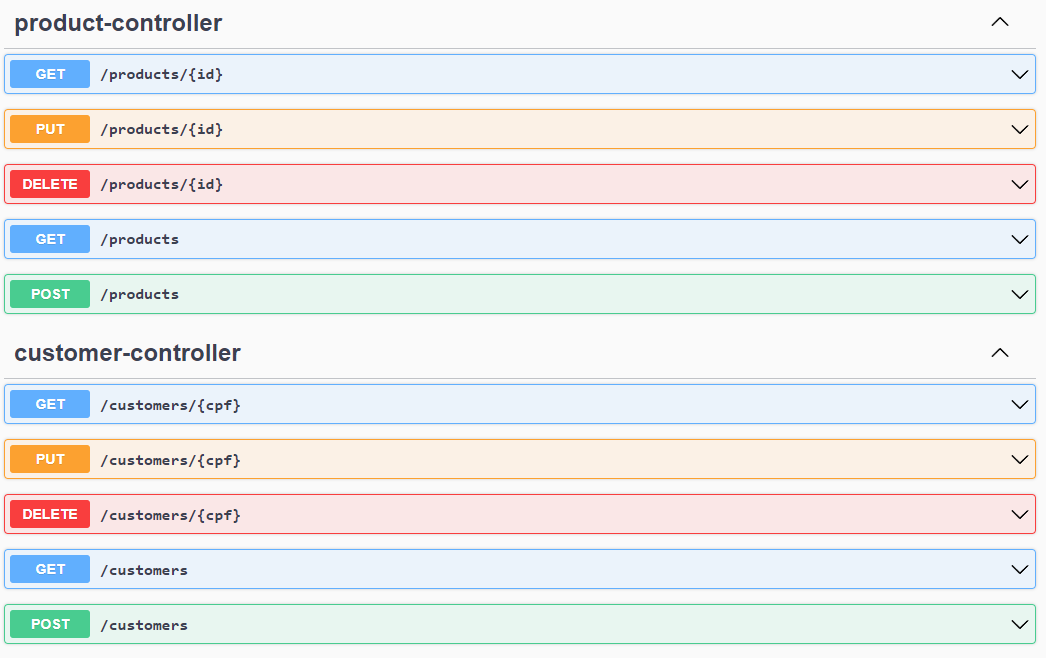 product-controller
GET /products/{id}
PUT /products/{id}
DELETE /products/{id}
GET /products
POST /products
customer-controller
GET /customers/{cpf}
PUT /customers/{cpf}
DELETE /customers/{cpf}
GET /customers
POST /customers